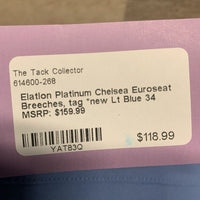 The Tack Collector
614600-268
Elation Platinum Chelsea Euroseat
Breeches, tag *new Lt Blue 34
MSRP: $159.99
YAT83Q
$118.99